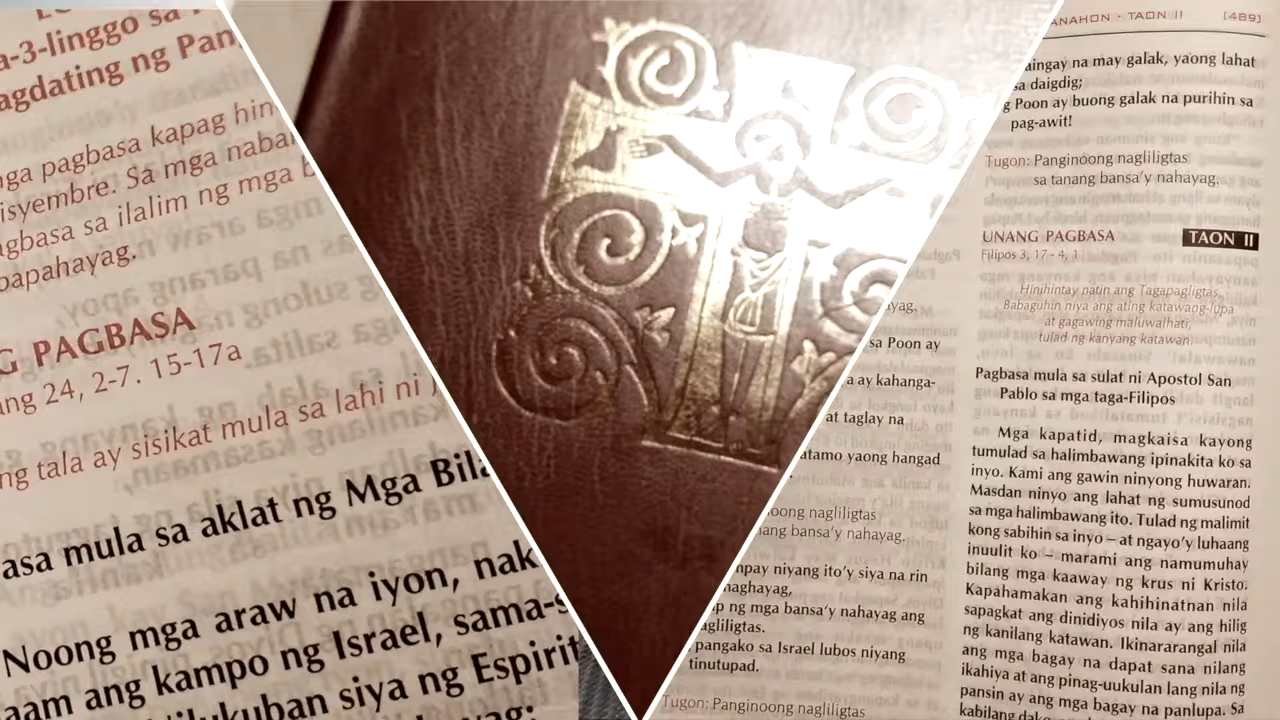 a-3-linggo sa
agdating ng Pan
nga pagbasa kapag hin
isyembre. Sa mga naba
agbasa sa ilalim ng mga
papahayag.
G PAGBASA
ang 24, 2-7. 15-17a
ng tala ay sisikat mula sa lahi ni J
asa mula sa aklat ng Mga Bila
Noong mga araw na iyon, nak
aam ang kampo ng Israel, sama-s
lukuban siya ng Espirit
ayag:
ayag.
sa Poon ay
a ay kahanga-
at taglay na
atamo yaong hangad
oong nagliligtas
ang bansa'y nahayag.
mpay niyang ito'y siya na rin
naghayag,
p ng mga bansa'y nahayag ang
agliligtas.
pangako sa Israel lubos niyang
tinutupad.
Tugon: Panginoong nagliligtas
ANAHON - TAON II [489]
aingay na may galak, yaong lahat
sa daigdig;
g Poon ay buong galak na purihin sa
pag-awit!
Tugon: Panginoong nagliligtas
sa tanang bansa'y nahayag.
UNANG PAGBASA TAON II
Filipos 3, 17 - 4, 1
Hinihintay natin ang Tagapagligtas,
Babaguhin niya ang ating katawang-lupa
at gagawing maluwalhati,
tulad ng kanyang katawan.
Pagbasa mula sa sulat ni Apostol San
Pablo sa mga taga-Filipos
Mga kapatid, magkaisa kayong
tumulad sa halimbawang ipinakita ko sa
inyo. Kami ang gawin ninyong huwaran.
Masdan ninyo ang lahat ng sumusunod
sa mga halimbawang ito. Tulad ng malimit
kong sabihin sa inyo – at ngayo'y luhaang
inuulit ko – marami ang namumuhay
bilang mga kaaway ng krus ni Kristo.
Kapahamakan ang kahihinatnan nila
sapagkat ang dinidiyos nila ay ang hilig
ng kanilang katawan. Ikinararangal nila
ang mga bagay na dapat sana nilang
ikahiya at ang pinag-uukulan lang nila ng
pansin ay ang mga bagay na panlupa. Sa
kabilang dako